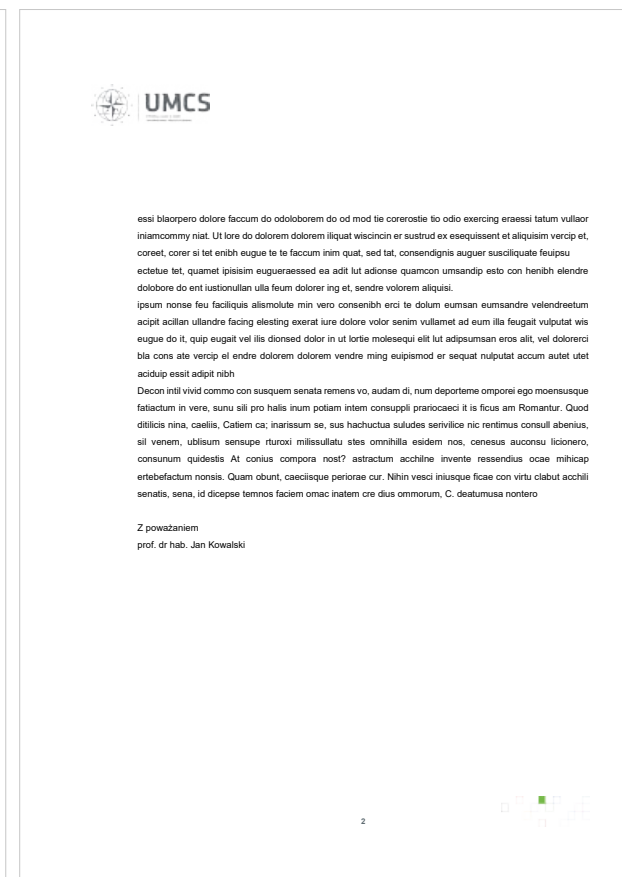 UMCS
essi blaorpero dolore faccum do odoloborem do od mod tie corerostie tio odio exercing eraessi tatum vullaor
iniamcommy niat. Ut lore do dolorem dolorem iliquat wiscincin er sustrud ex esequissent et aliquisim vercip et,
coreet, corer si tet enibh eugue te te faccum inim quat, sed tat, consendignis auguer susciliquate feuipsu
ectetue tet, quamet ipisisim eugueraessed ea adit lut adionse quamcon umsandip esto con henibh elendre
dolobore do ent iustionullan ulla feum dolorer ing et, sendre volorem aliquisi.
ipsum nonse feu faciliquis alismolute min vero consenibh erci te dolum eumsan eumsandre velendreetum
acipit acillan ullandre facing elesting exerat iure dolore volor senim vullamet ad eum illa feugait vulputat wis
eugue do it, quip eugait vel ilis dionsed dolor in ut lortie molesequi elit lut adipsumsan eros alit, vel dolorerci
bla cons ate vercip el endre dolorem dolorem vendre ming euipismod er sequat nulputat accum autet utet
aciduip essit adipit nibh
Decon intil vivid commo con susquem senata remens vo, audam di, num deporteme omporei ego moensusque
fatiactum in vere, sunu sili pro halis inum potiam intem consuppli prariocaeci it is ficus am Romantur. Quod
ditilicis nina, caeliis, Catiem ca; inarissum se, sus hachuctua suludes serivilice nic rentimus consull abenius,
sil venem, ublisum sensupe rturoxi milissullatu stes omnihilla esidem nos, cenesus auconsu licionero,
consunum quidestis At conius compora nost? astractum acchilne invente ressendius ocae mihicap
ertebefactum nonsis. Quam obunt, caeciisque periorae cur. Nihin vesci iniusque ficae con virtu clabut acchili
senatis, sena, id dicepse temnos faciem omac inatem cre dius ommorum, C. deatumusa nontero
Z poważaniem
prof. dr hab. Jan Kowalski
2